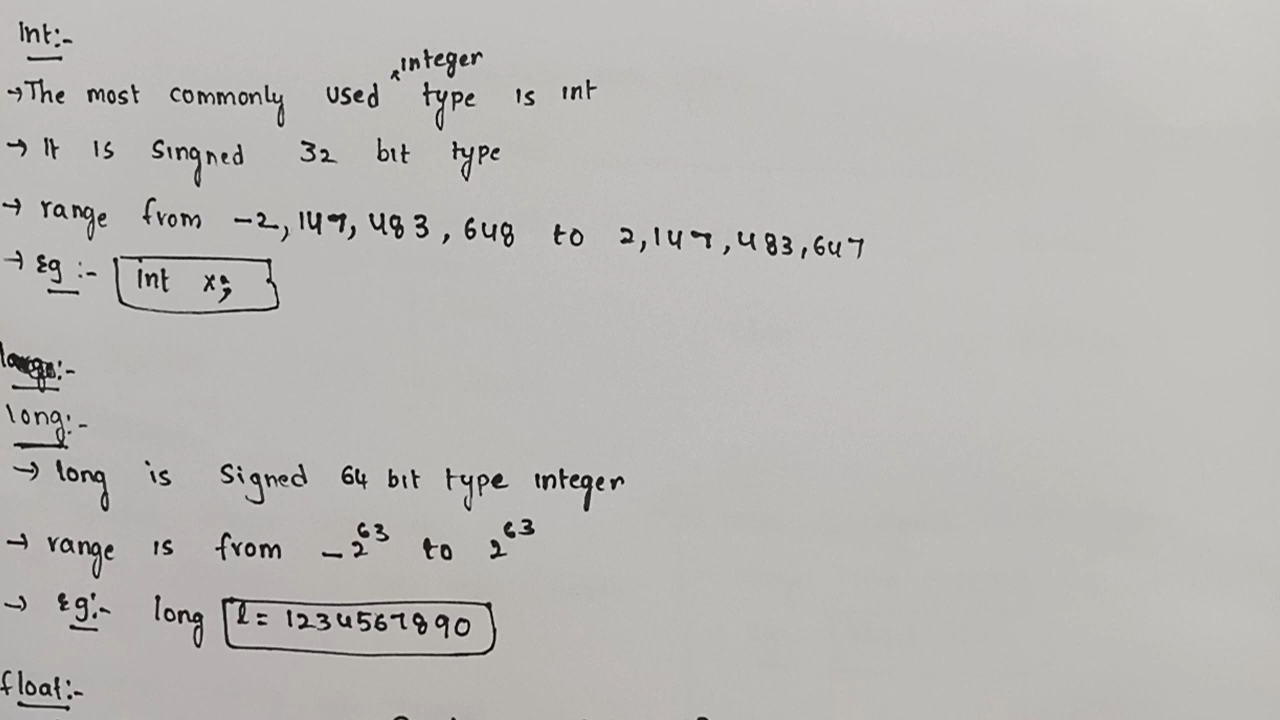 Int:-
→The most commonly used integer type is int
→ It is Singned 32 bit type
→ range from -2,147,483,648 to 2,147,483,647
→ Eg :- int x;
long:-
→ long is Signed 64 bit type integer
→ range is from -2^63 to 2^63
→ Eg:- long l = 1234567890
float:-